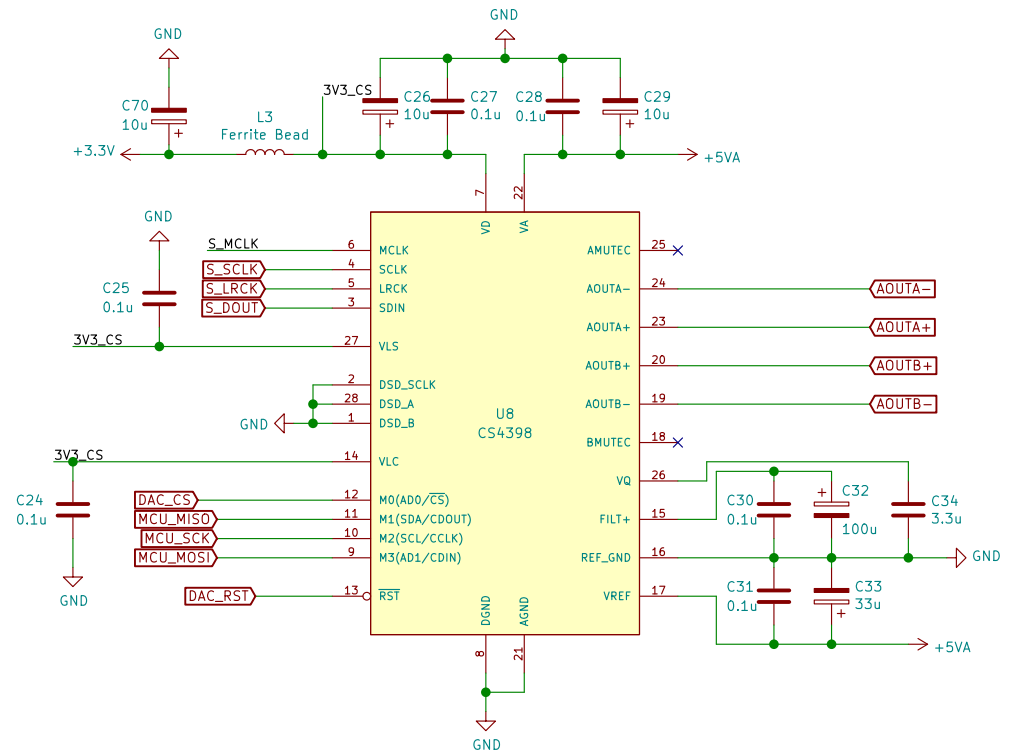 GND
GND
3V3_CS
C26
10u
C27
0.1u
C28
0.1u
C29
10u
C70
10u
+
+
+
L3
Ferrite Bead
+3.3V
+5VA
7
22
VD
VA
GND
S_MCLK
6
MCLK
AMUTEC
25
S_SCLK
4
SCLK
C25
0.1u
S_LRCK
5
LRCK
AOUTA-
24
AOUTA-
S_DOUT
3
SDIN
AOUTA+
23
AOUTA+
3V3_CS
27
VLS
AOUTB+
20
AOUTB+
2
DSD_SCLK
28
DSD_A
AOUTB-
19
AOUTB-
GND
1
DSD_B
U8
CS4398
BMUTEC
18
3V3_CS
14
VLC
VQ
26
C24
0.1u
DAC_CS
12
M0(AD0/CS)
MCU_MISO
11
M1(SDA/CDOUT)
FILT+
15
C30
0.1u
+
C32
100u
C34
3.3u
MCU_SCK
10
M2(SCL/CCLK)
MCU_MOSI
9
M3(AD1/CDIN)
REF_GND
16
GND
GND
DAC_RST
13
RST
VREF
17
C31
0.1u
C33
33u
+
DGND
AGND
8
21
+5VA
GND